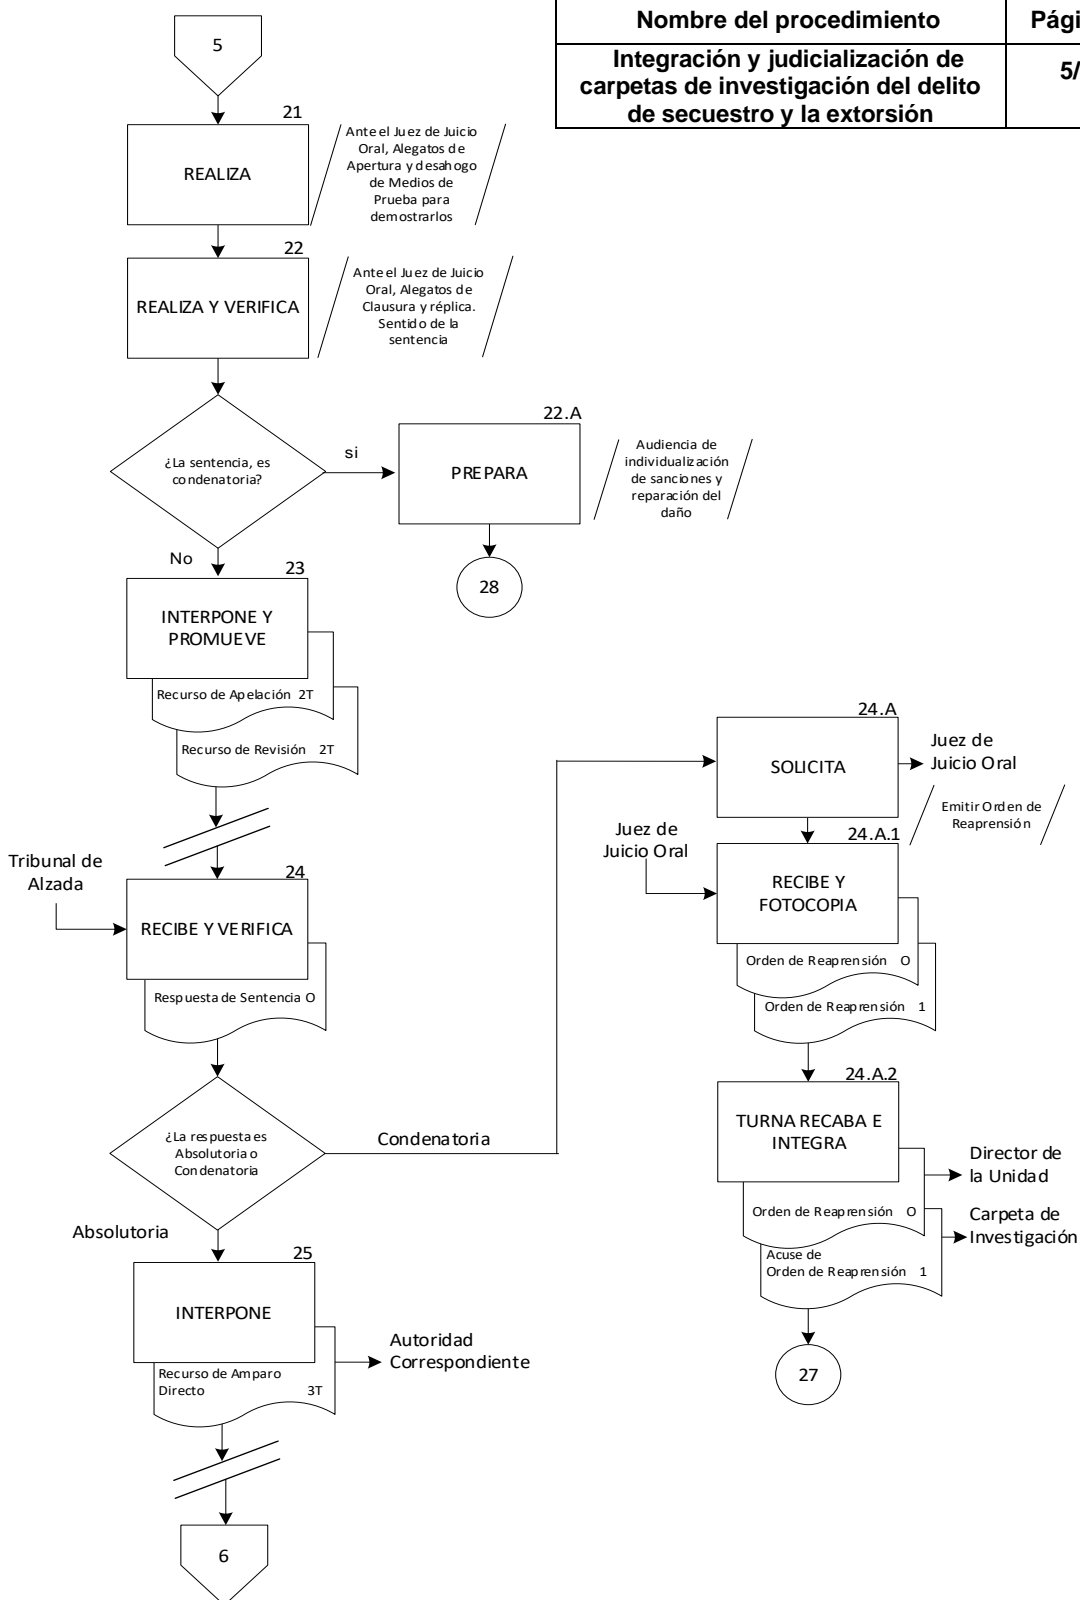 Nombre del procedimiento
Integración y judicialización de
carpetas de investigación del delito
de secuestro y la extorsión
5/
5
21
REALIZA
Ante el Juez de Juicio
Oral, Alegatos de
Apertura y desahogo
de Medios de
Prueba para
demostrarlos
22
REALIZA Y VERIFICA
Ante el Juez de Juicio
Oral, Alegatos de
Clausura y réplica.
Sentido de la
sentencia
¿La sentencia, es
condenatoria?
si
22.A
PREPARA
Audiencia de
individualización
de sanciones y
reparación del
daño
28
No
23
INTERPONE Y
PROMUEVE
Recurso de Apelación 2T
Recurso de Revisión 2T
Tribunal de
Alzada
24
RECIBE Y VERIFICA
Respuesta de Sentencia O
¿La respuesta es
Absolutoria o
Condenatoria
Condenatoria
Absolutoria
25
INTERPONE
Recurso de Amparo
Directo 3T
Autoridad
Correspondiente
6
24.A
SOLICITA
Juez de
Juicio Oral
Emitir Orden de
Reaprensión
Juez de
Juicio Oral
24.A.1
RECIBE Y
FOTOCOPIA
Orden de Reaprensión O
Orden de Reaprensión 1
24.A.2
TURNA RECABA E
INTEGRA
Orden de Reaprensión O
Acuse de
Orden de Reaprensión 1
Director de
la Unidad
Carpeta de
Investigación
27